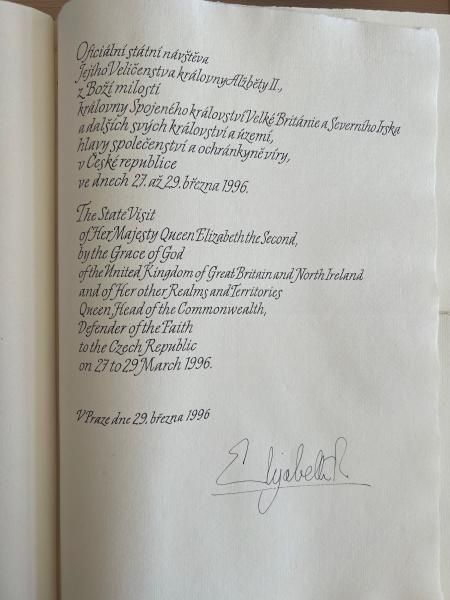 Oficiální státní návštěva
Jejího Veličenstva královny Alžběty II.,
z Boží milosti
královny Spojeného království Velké Británie a Severního Irska
a dalších svých království a území,
hlavy společenství a ochránkyně víry,
v České republice
ve dnech 27. až 29. března 1996.
The State Visit
of Her Majesty Queen Elizabeth the Second,
by the Grace of God
of the United Kingdom of Great Britain and North Ireland
and of Her other Realms and Territories
Queen Head of the Commonwealth,
Defender of the Faith
to the Czech Republic
on 27 to 29 March 1996.
V Praze dne 29. března 1996
Elizabeth R